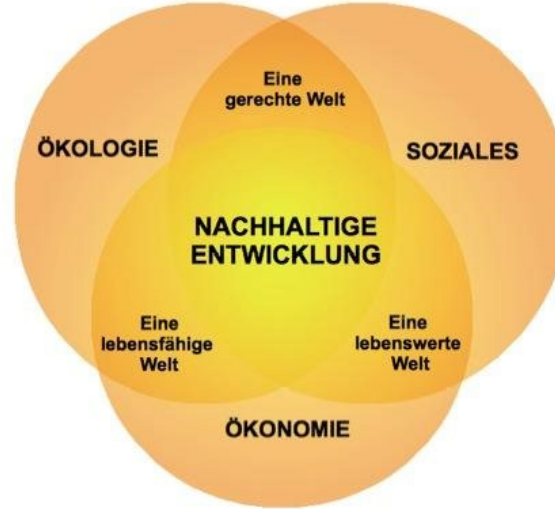 Eine
gerechte Welt
ÖKOLOGIE
SOZIALES
NACHHALTIGE
ENTWICKLUNG
Eine
lebensfähige
Welt
Eine
lebenswerte
Welt
ÖKONOMIE